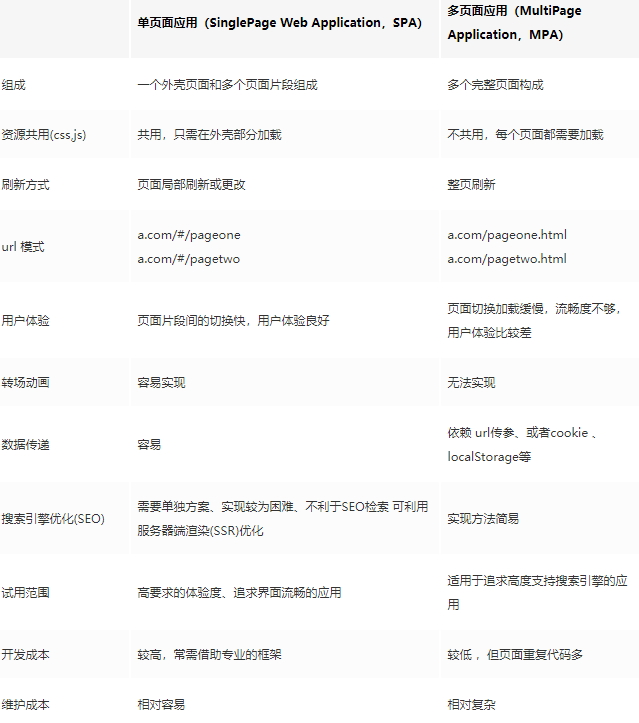 单页面应用（SinglePage Web Application，SPA）
多页面应用（MultiPage
Application，MPA）
组成
一个外壳页面和多个页面片段组成
多个完整页面构成
资源共用(css,js)
共用，只需在外壳部分加载
不共用，每个页面都需要加载
刷新方式
页面局部刷新或更改
整页刷新
url 模式
a.com/#/pageone
a.com/#/pagetwo
a.com/pageone.html
a.com/pagetwo.html
用户体验
页面片段间的切换快，用户体验良好
页面切换加载缓慢，流畅度不够，
用户体验比较差
转场动画
容易实现
无法实现
数据传递
容易
依赖 url传参、或者cookie 、
localStorage等
搜索引擎优化(SEO)
需要单独方案、实现较为困难、不利于SEO检索 可利用
服务器端渲染(SSR)优化
实现方法简易
试用范围
高要求的体验度、追求界面流畅的应用
适用于追求高度支持搜索引擎的应
用
开发成本
较高，常需借助专业的框架
较低 ，但页面重复代码多
维护成本
相对容易
相对复杂